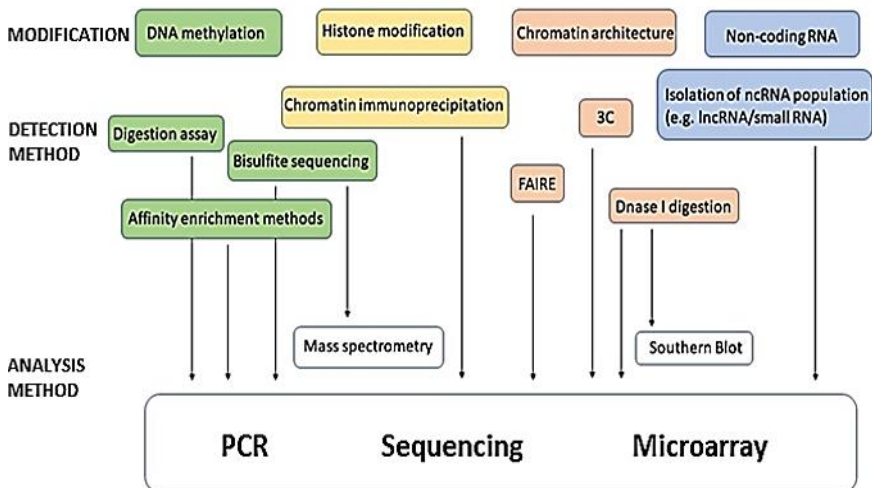 MODIFICATION
DNA methylation
Histone modification
Chromatin architecture
Non-coding RNA
DETECTION
METHOD
Digestion assay
Bisulfite sequencing
Affinity enrichment methods
Chromatin immunoprecipitation
FAIRE
3C
Dnase I digestion
Isolation of ncRNA population
(e.g. lncRNA/small RNA)
ANALYSIS
METHOD
Mass spectrometry
Southern Blot
PCR
Sequencing
Microarray